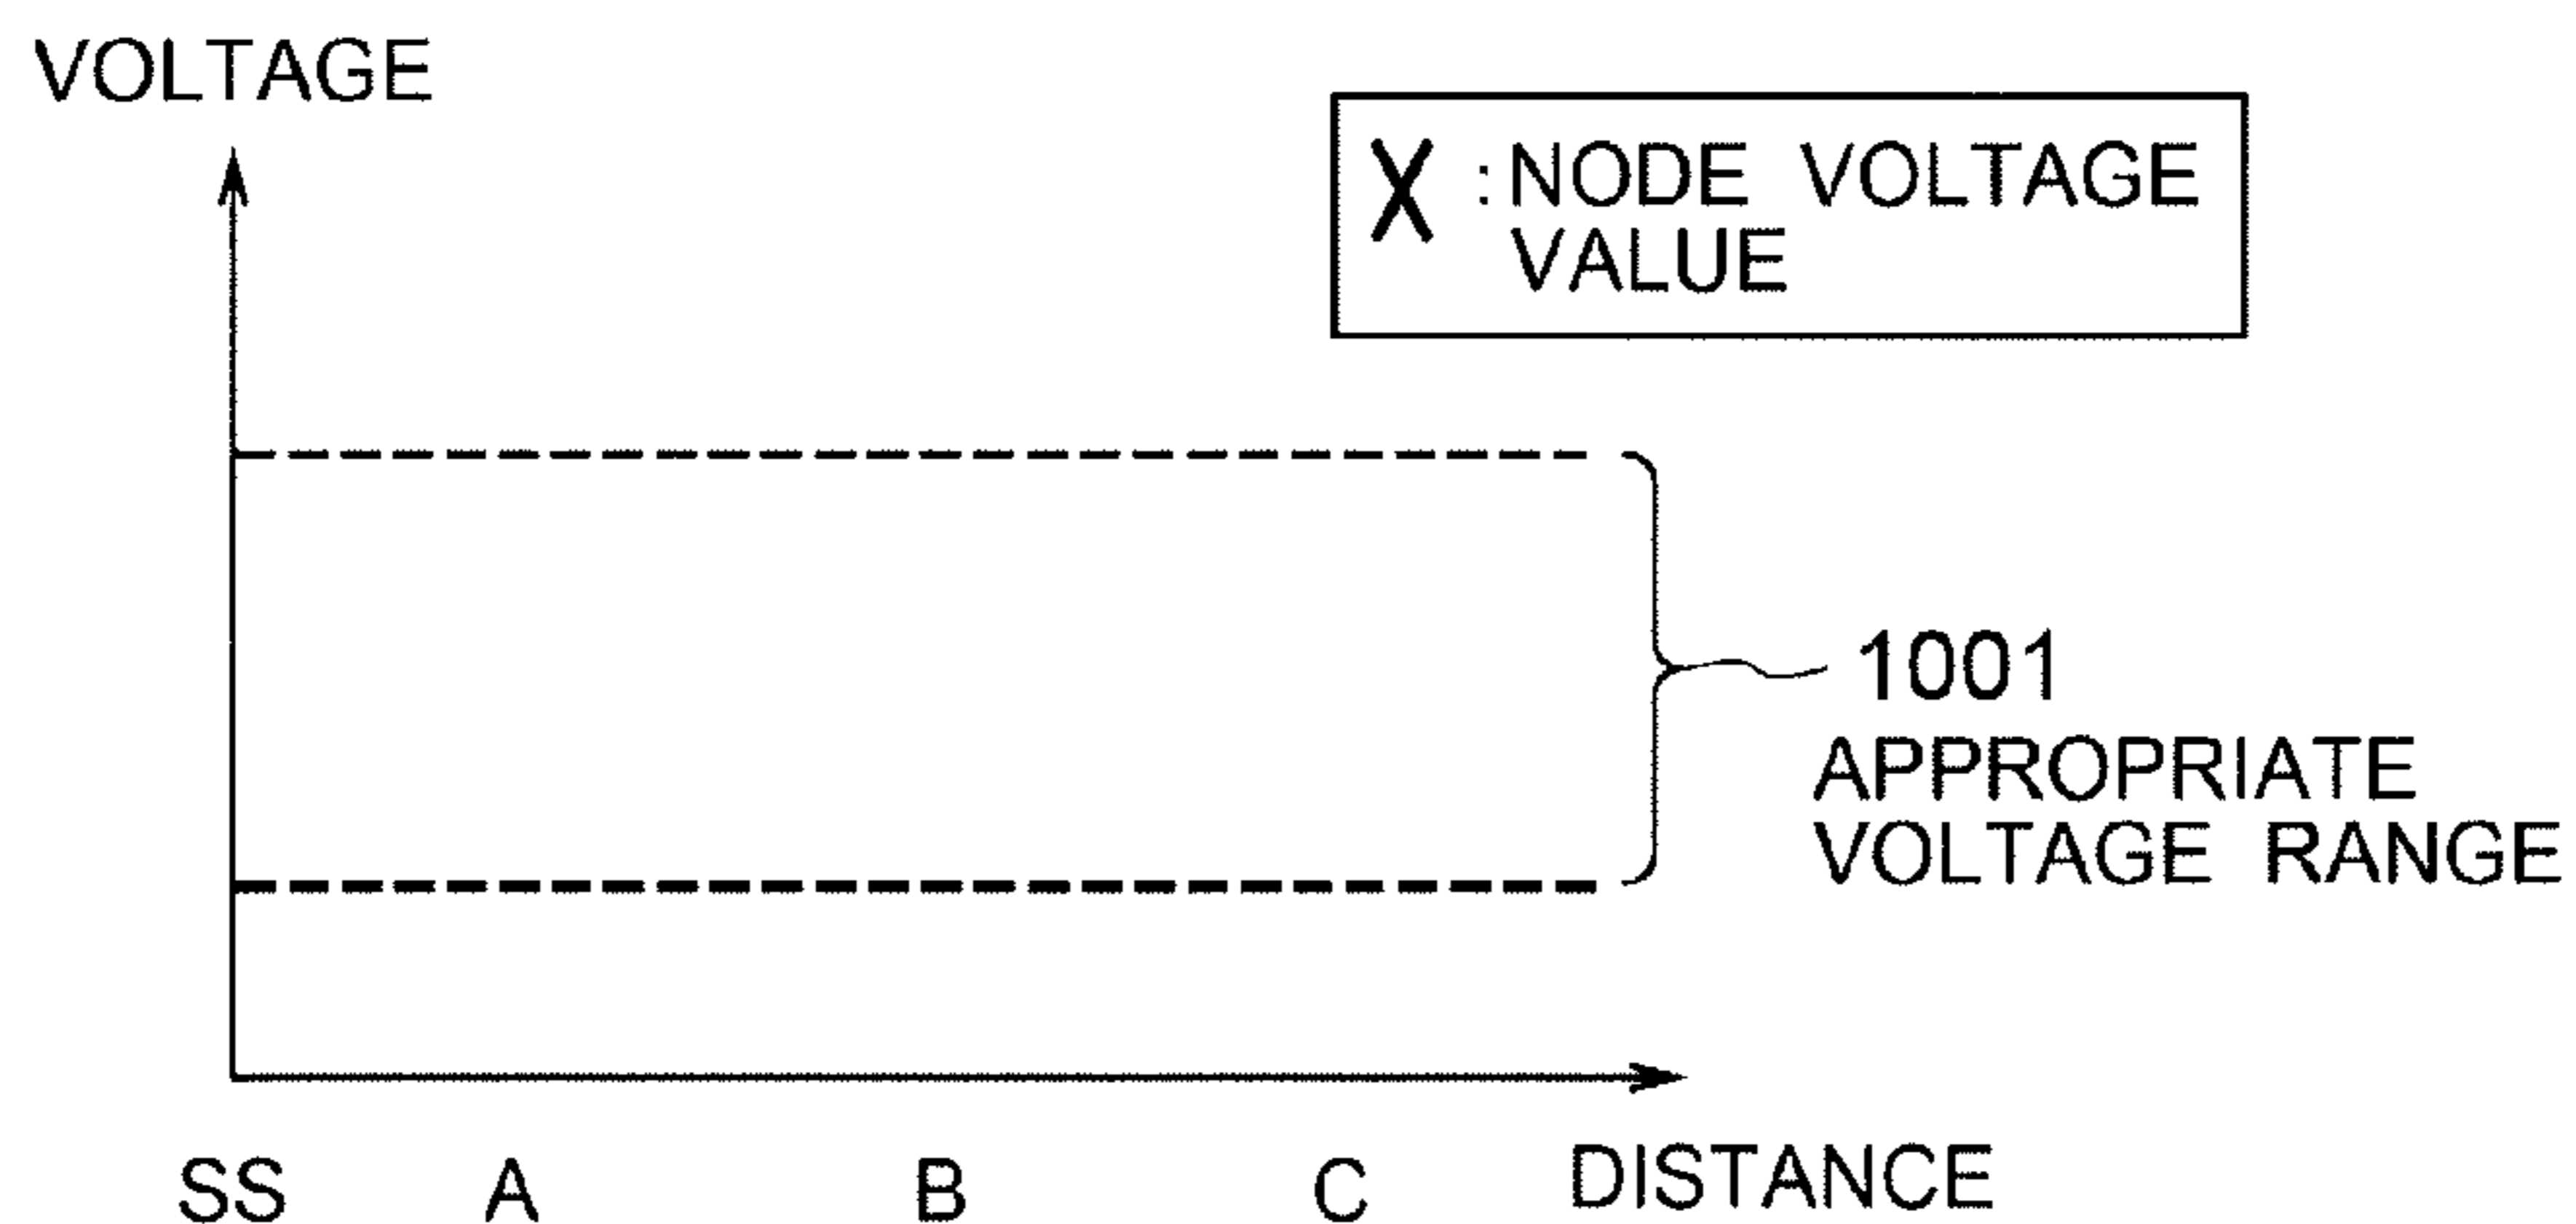 VOLTAGE
X : NODE VOLTAGE
VALUE
1001
APPROPRIATE
VOLTAGE RANGE
SS A B C DISTANCE